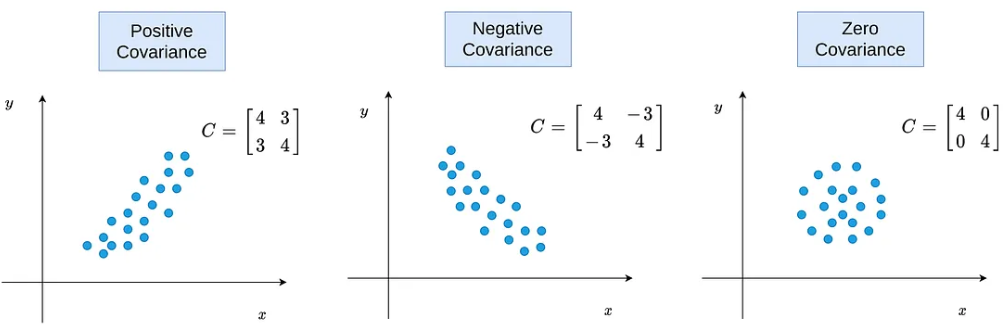 Positive
Covariance
Negative
Covariance
Zero
Covariance
y
C = [4 3
3 4]
x
y
C = [4 -3
-3 4]
x
y
C = [4 0
0 4]
x